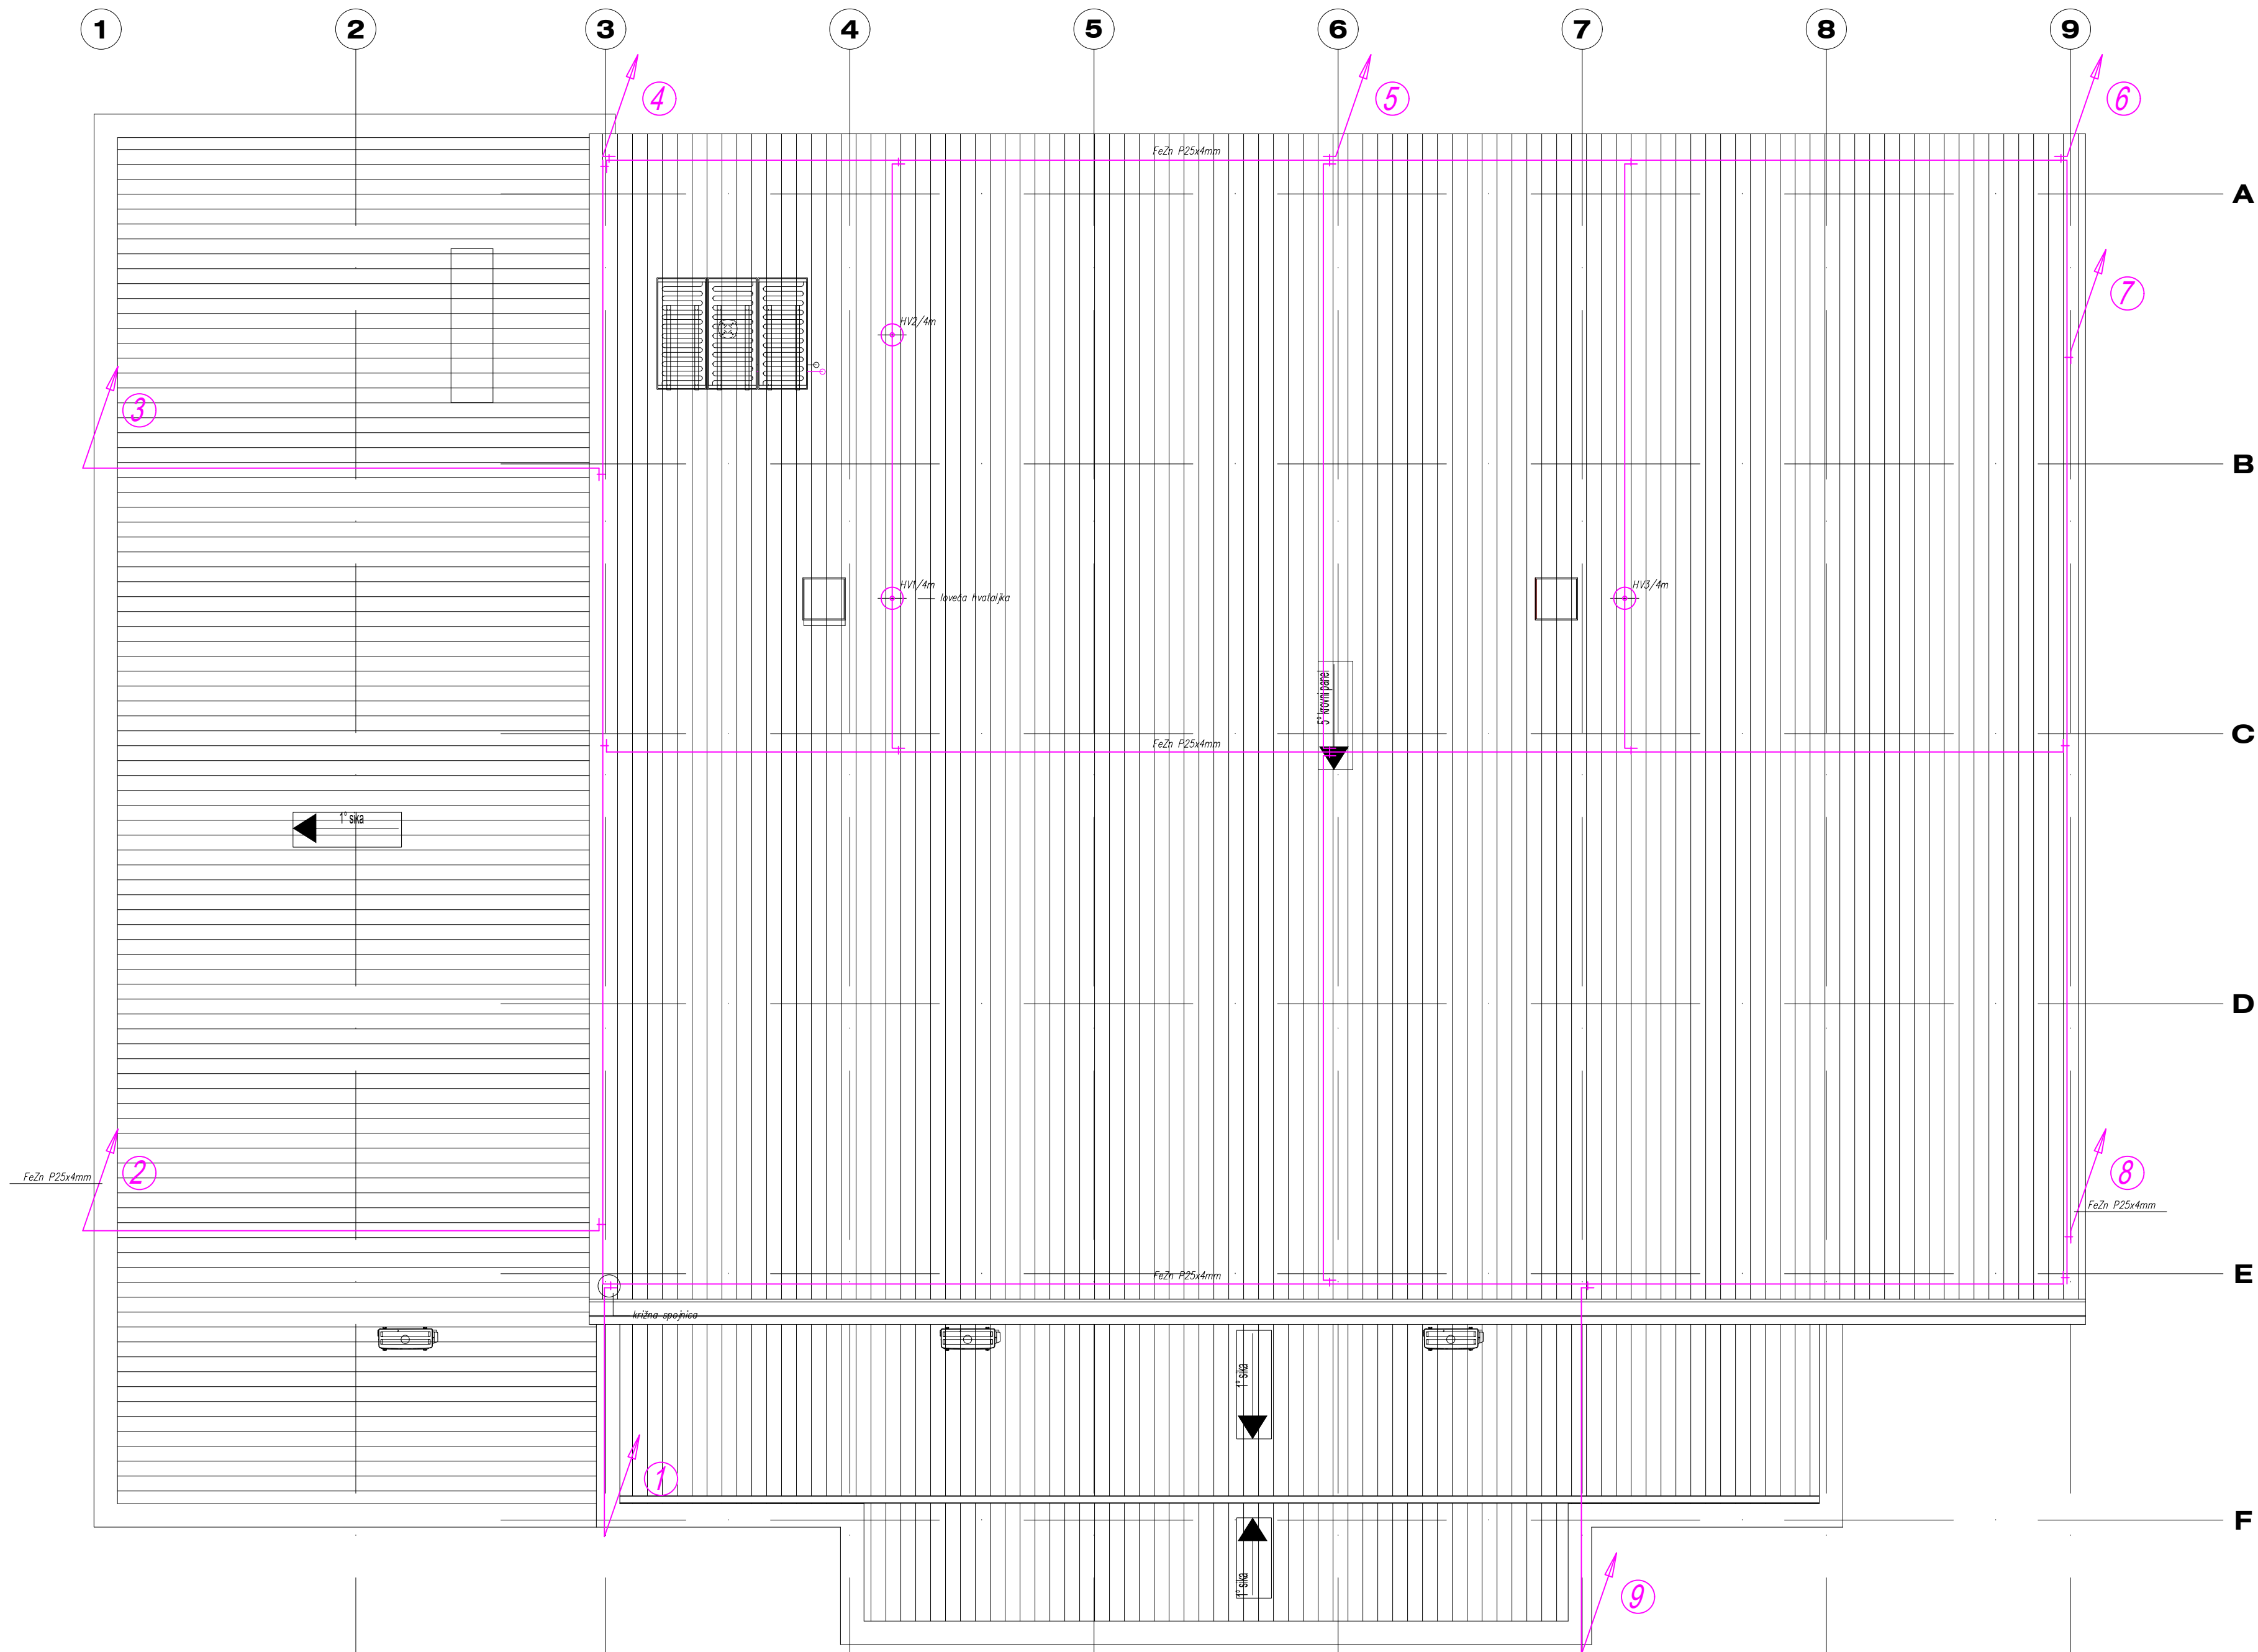 1 2 3 4 5 6 7 8 9
4 5 6
FeZn P25x4mm
A
7
HV2/4m
3
B
HV1/4m
loveća hvataljka
HV3/4m
5° krovni panel
C
FeZn P25x4mm
1° sika
D
2
FeZn P25x4mm
8
FeZn P25x4mm
E
FeZn P25x4mm
križna spojnica
1° sika
1
F
1° sika
9